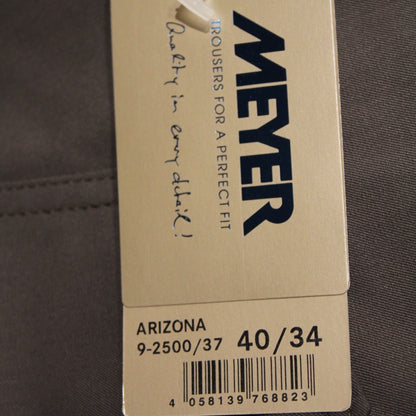 MEYER
TROUSERS FOR A PERFECT FIT
Quality in every detail!
ARIZONA
9-2500/37 40/34
4 058139 768823